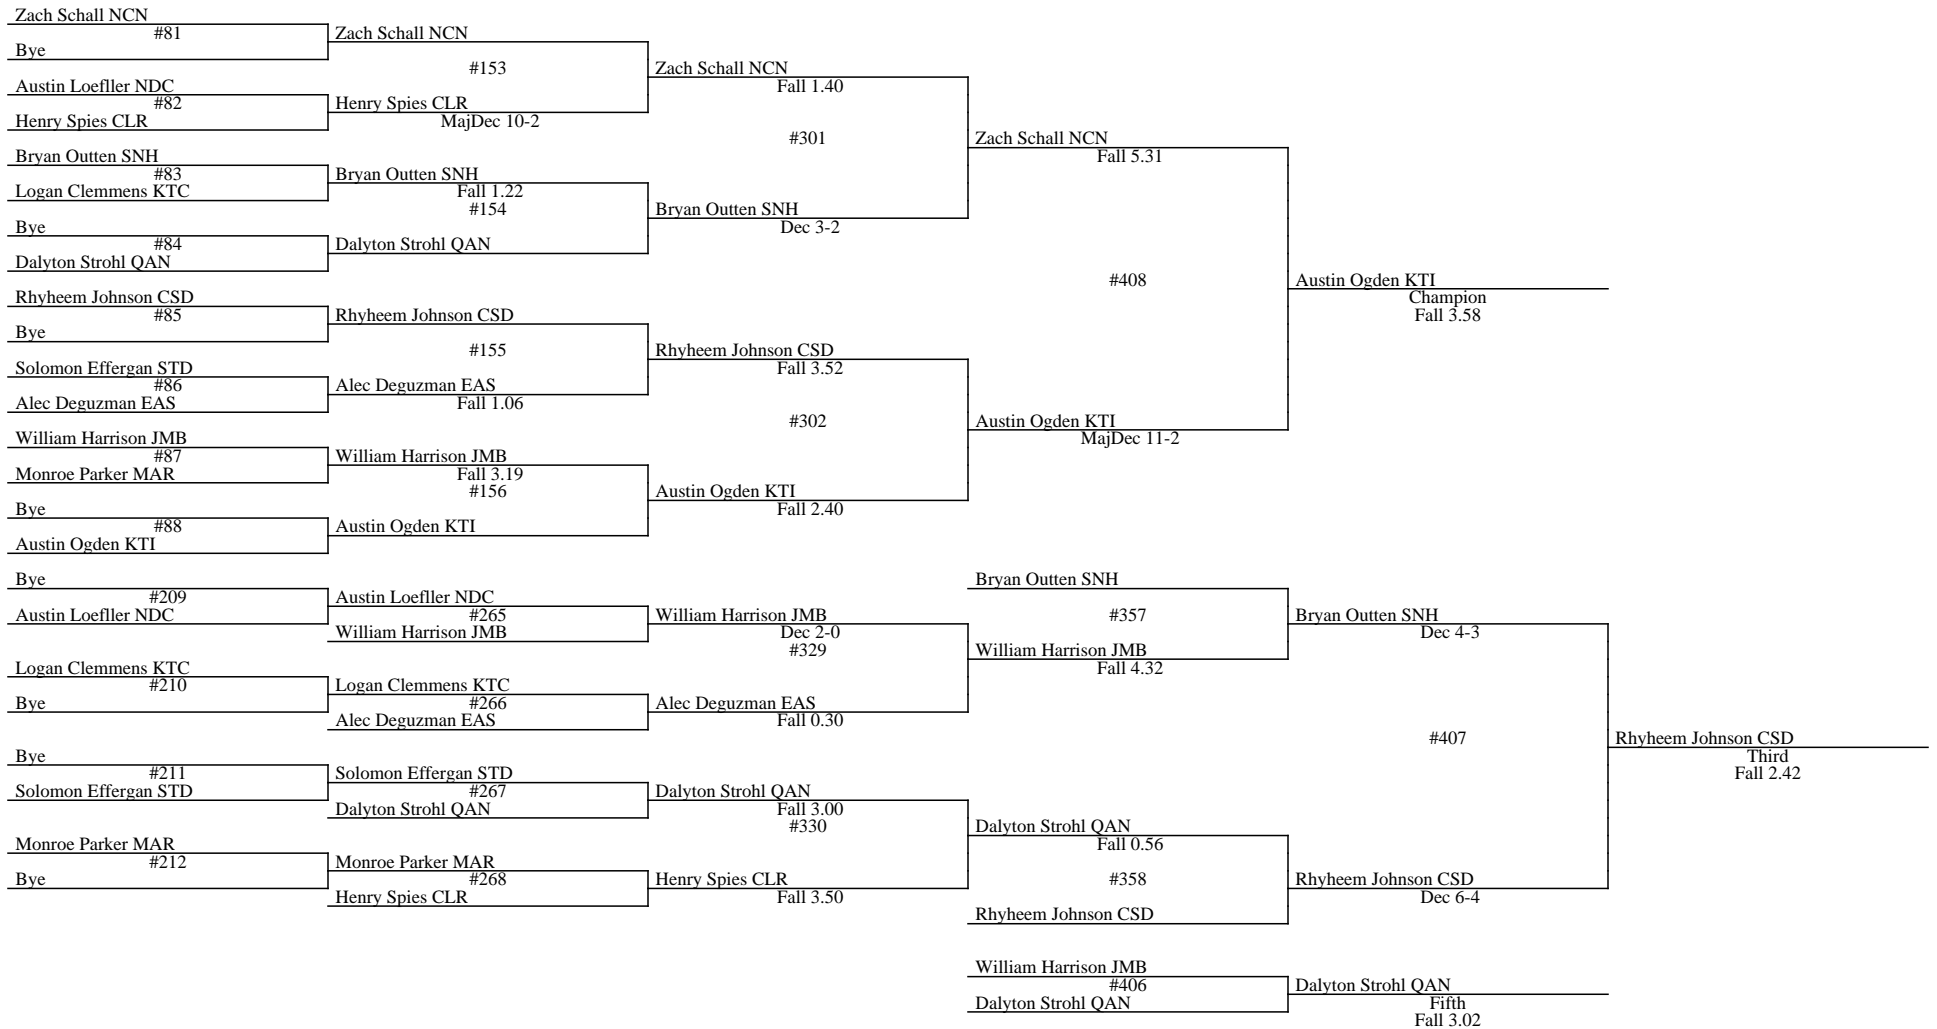 Zach Schall NCN
#81
Bye
Zach Schall NCN
#153
Austin Loefller NDC
#82
Henry Spies CLR
Henry Spies CLR
MajDec 10-2
Zach Schall NCN
Fall 1.40
#301
Bryan Outten SNH
#83
Logan Clemmens KTC
Bryan Outten SNH
Fall 1.22
#154
Bye
#84
Dalyton Strohl QAN
Dalyton Strohl QAN
Bryan Outten SNH
Dec 3-2
Zach Schall NCN
Fall 5.31
#408
Rhyheem Johnson CSD
#85
Bye
Rhyheem Johnson CSD
#155
Solomon Effergan STD
#86
Alec Deguzman EAS
Alec Deguzman EAS
Fall 1.06
Rhyheem Johnson CSD
Fall 3.52
#302
William Harrison JMB
#87
Monroe Parker MAR
William Harrison JMB
Fall 3.19
#156
Bye
#88
Austin Ogden KTI
Austin Ogden KTI
Austin Ogden KTI
Fall 2.40
Austin Ogden KTI
MajDec 11-2
Austin Ogden KTI
Champion
Fall 3.58
Bye
#209
Austin Loefller NDC
Austin Loefller NDC
#265
William Harrison JMB
William Harrison JMB
Dec 2-0
#329
Logan Clemmens KTC
#210
Bye
Logan Clemmens KTC
#266
Alec Deguzman EAS
Alec Deguzman EAS
Fall 0.30
Bryan Outten SNH
#357
William Harrison JMB
Fall 4.32
Bryan Outten SNH
Dec 4-3
#407
Bye
#211
Solomon Effergan STD
Solomon Effergan STD
#267
Dalyton Strohl QAN
Dalyton Strohl QAN
Fall 3.00
#330
Monroe Parker MAR
#212
Bye
Monroe Parker MAR
#268
Henry Spies CLR
Henry Spies CLR
Fall 3.50
Dalyton Strohl QAN
Fall 0.56
#358
Rhyheem Johnson CSD
Rhyheem Johnson CSD
Dec 6-4
Rhyheem Johnson CSD
Third
Fall 2.42
William Harrison JMB
#406
Dalyton Strohl QAN
Dalyton Strohl QAN
Fifth
Fall 3.02